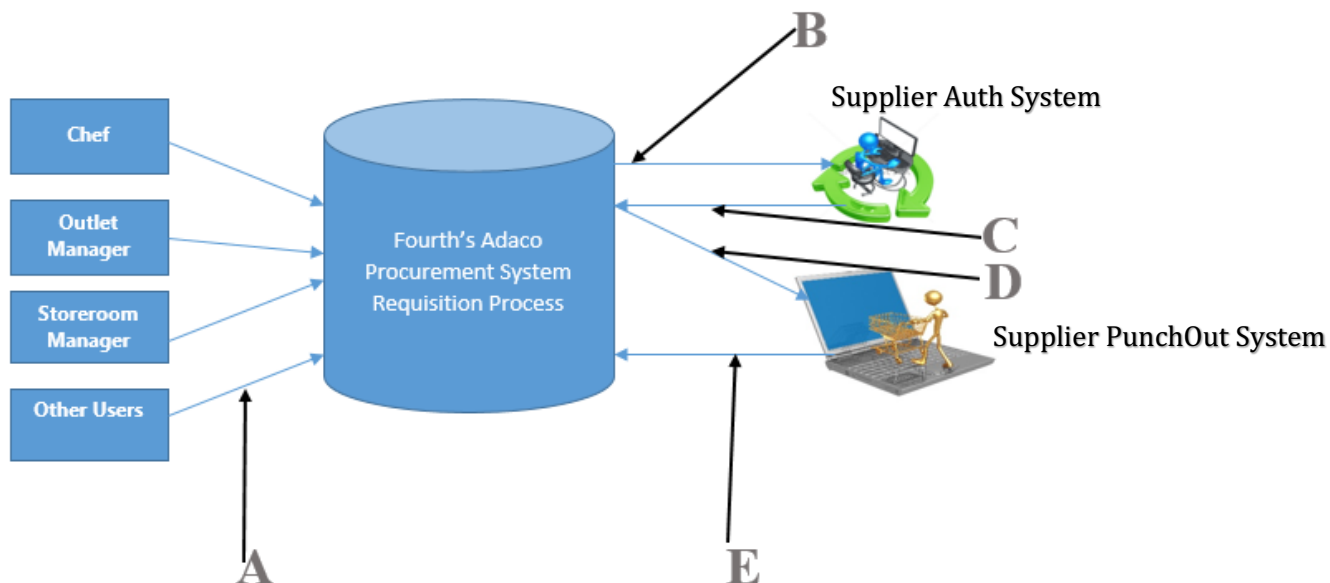 B
Supplier Auth System
Chef
Outlet
Manager
Fourth's Adaco
Procurement System
Requisition Process
C
D
Storeroom
Manager
Supplier PunchOut System
Other Users
A
E